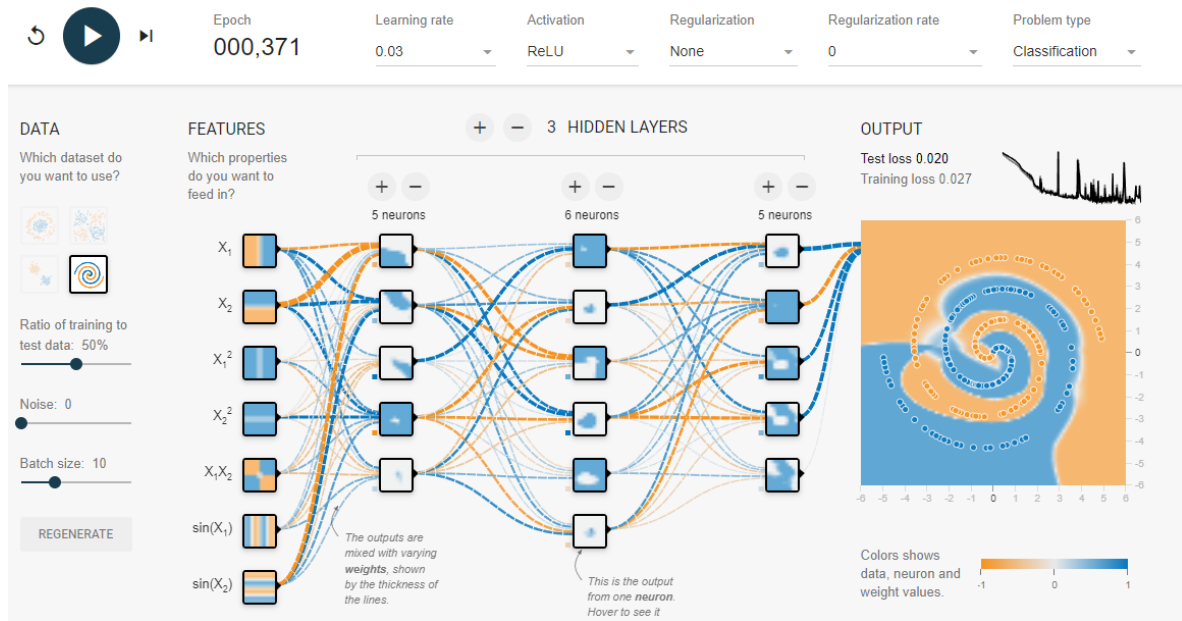 Epoch
000,371
Learning rate
0.03
Activation
ReLU
Regularization
None
Regularization rate
0
Problem type
Classification
DATA
Which dataset do
you want to use?
Ratio of training to
test data: 50%
Noise: 0
Batch size: 10
REGENERATE
FEATURES
Which properties
do you want to
feed in?
X₁
X₂
X₁²
X₂²
X₁X₂
sin(X₁)
sin(X₂)
+ − 3 HIDDEN LAYERS
+ −
5 neurons
+ −
6 neurons
+ −
5 neurons
The outputs are
mixed with varying
weights, shown
by the thickness of
the lines.
This is the output
from one neuron.
Hover to see it
OUTPUT
Test loss 0.020
Training loss 0.027
6
5
4
3
2
1
0
-1
-2
-3
-4
-5
-6
-6 -5 -4 -3 -2 -1 0 1 2 3 4 5 6
Colors shows
data, neuron and
weight values.
-1 0 1